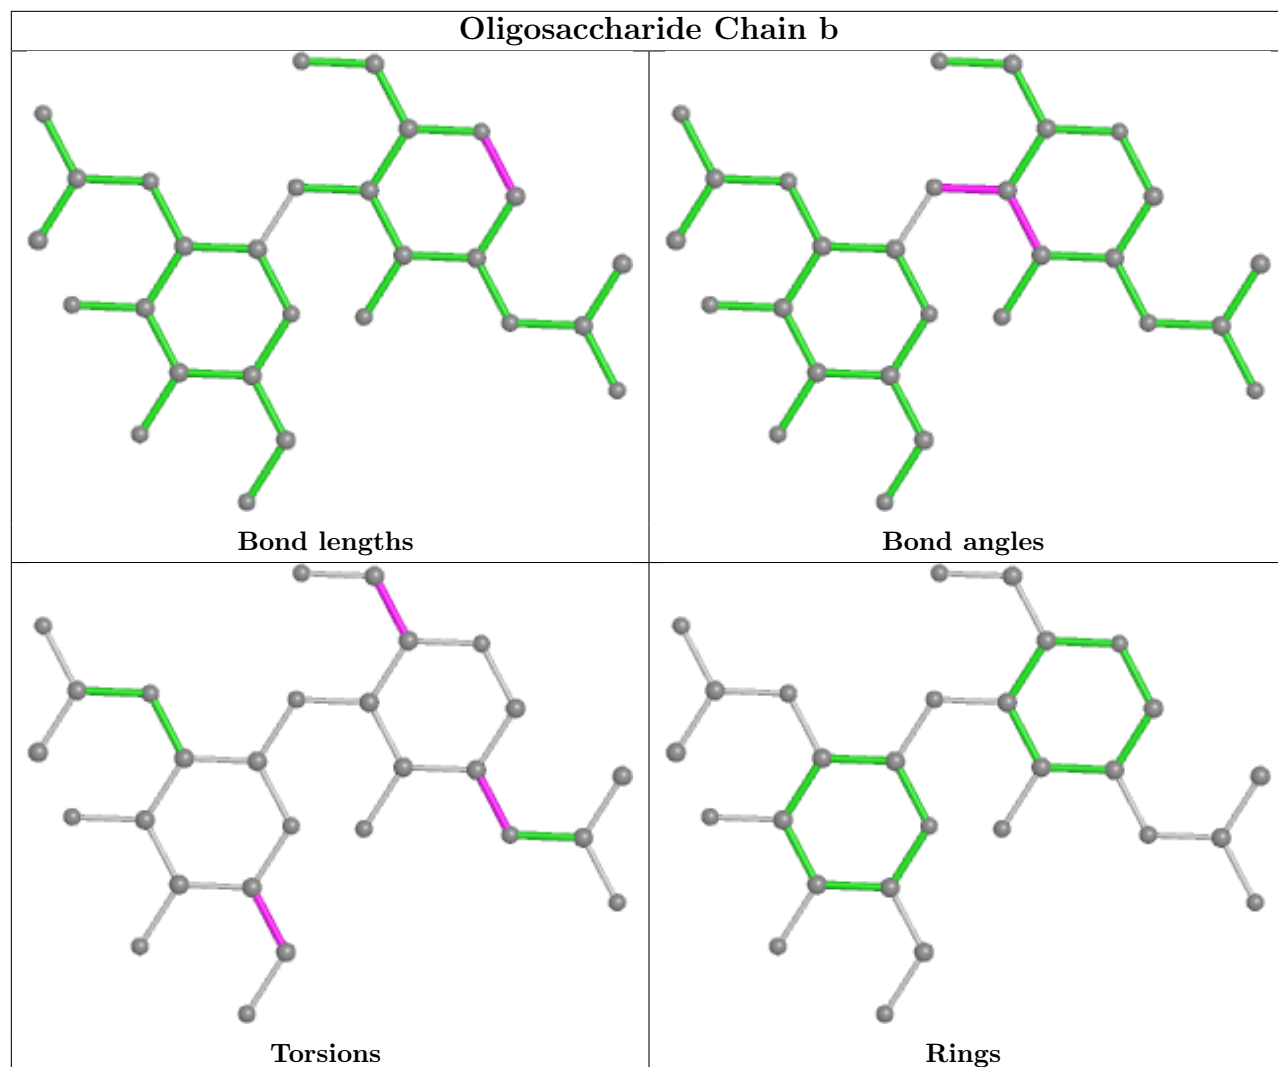 Oligosaccharide Chain b
Bond lengths
Bond angles
Torsions
Rings